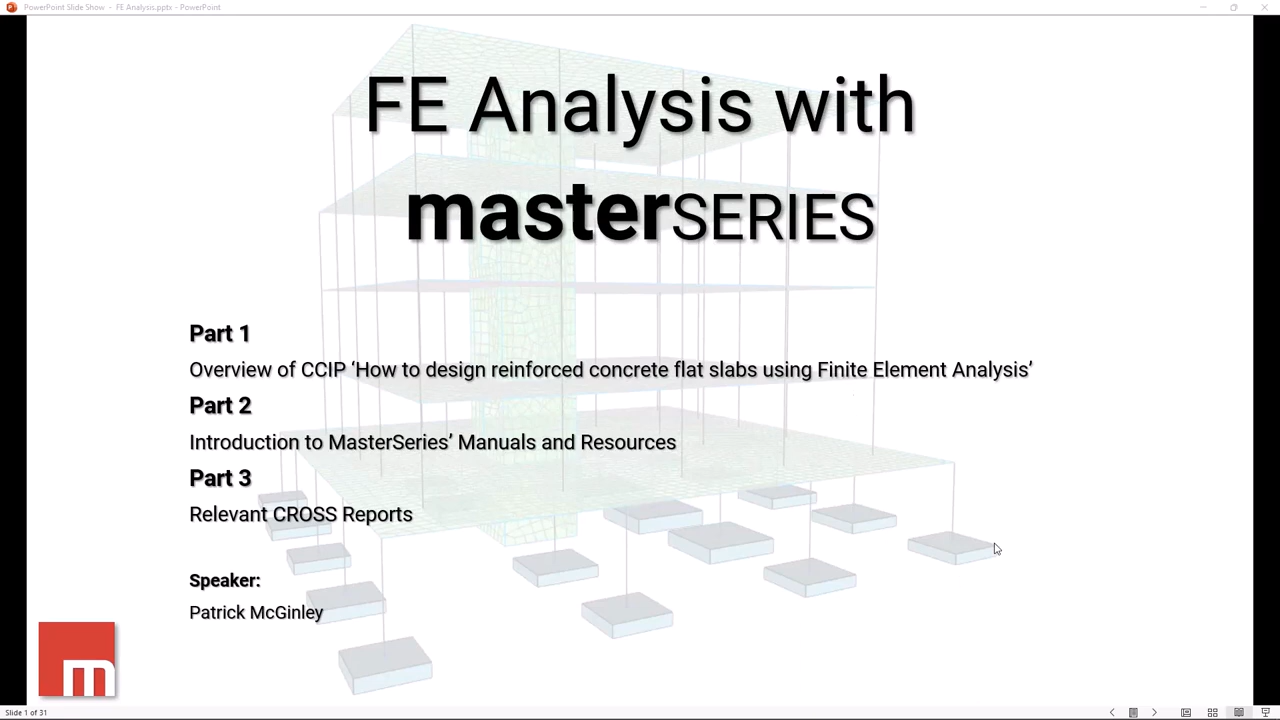 PowerPoint Slide Show - FE Analysis.pptx - PowerPoint
FE Analysis with
masterSERIES
Part 1
Overview of CCIP ‘How to design reinforced concrete flat slabs using Finite Element Analysis’
Part 2
Introduction to MasterSeries’ Manuals and Resources
Part 3
Relevant CROSS Reports
Speaker:
Patrick McGinley
m
Slide 1 of 31